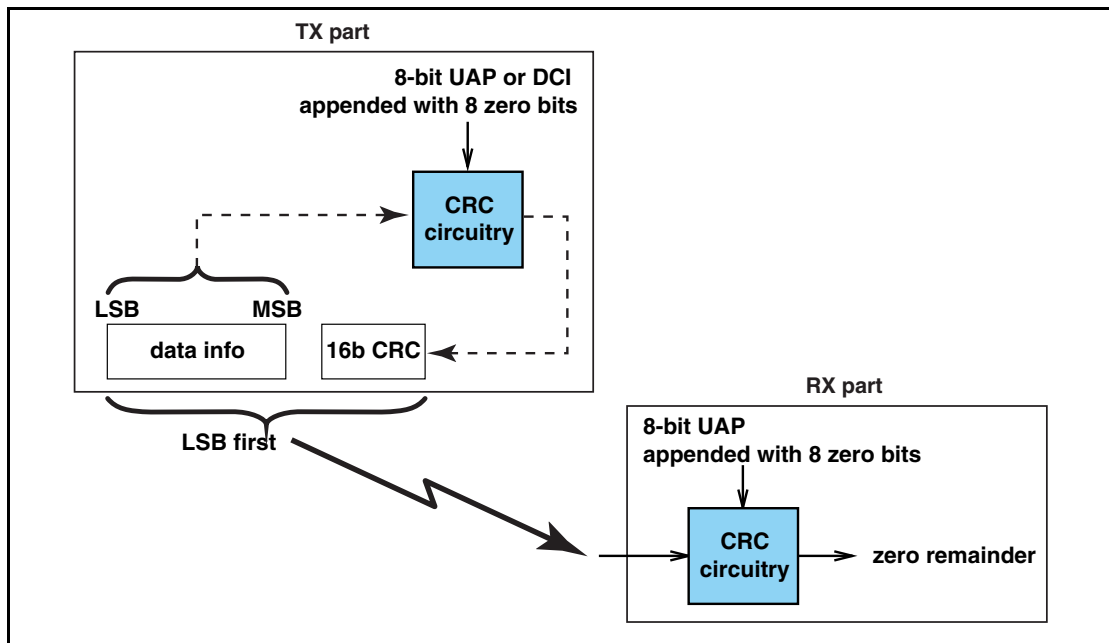 TX part
8-bit UAP or DCI
appended with 8 zero bits
CRC
circuitry
LSB
MSB
data info
16b CRC
LSB first
RX part
8-bit UAP
appended with 8 zero bits
CRC
circuitry
zero remainder